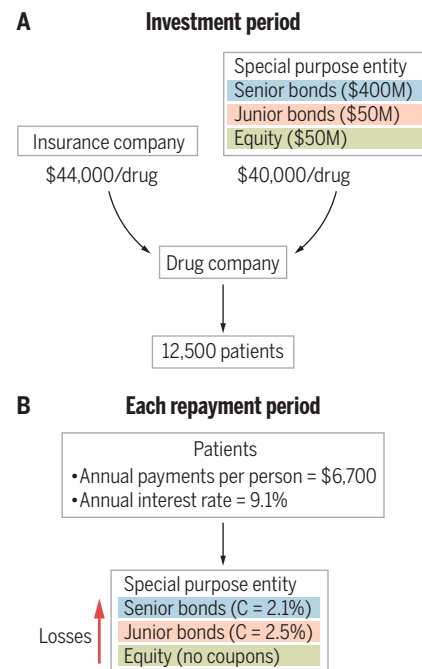 A
Investment period
Special purpose entity
Senior bonds ($400M)
Junior bonds ($50M)
Equity ($50M)
Insurance company
$44,000/drug
$40,000/drug
Drug company
12,500 patients
B
Each repayment period
Patients
•Annual payments per person = $6,700
•Annual interest rate = 9.1%
Special purpose entity
Senior bonds (C = 2.1%)
Junior bonds (C = 2.5%)
Equity (no coupons)
Losses